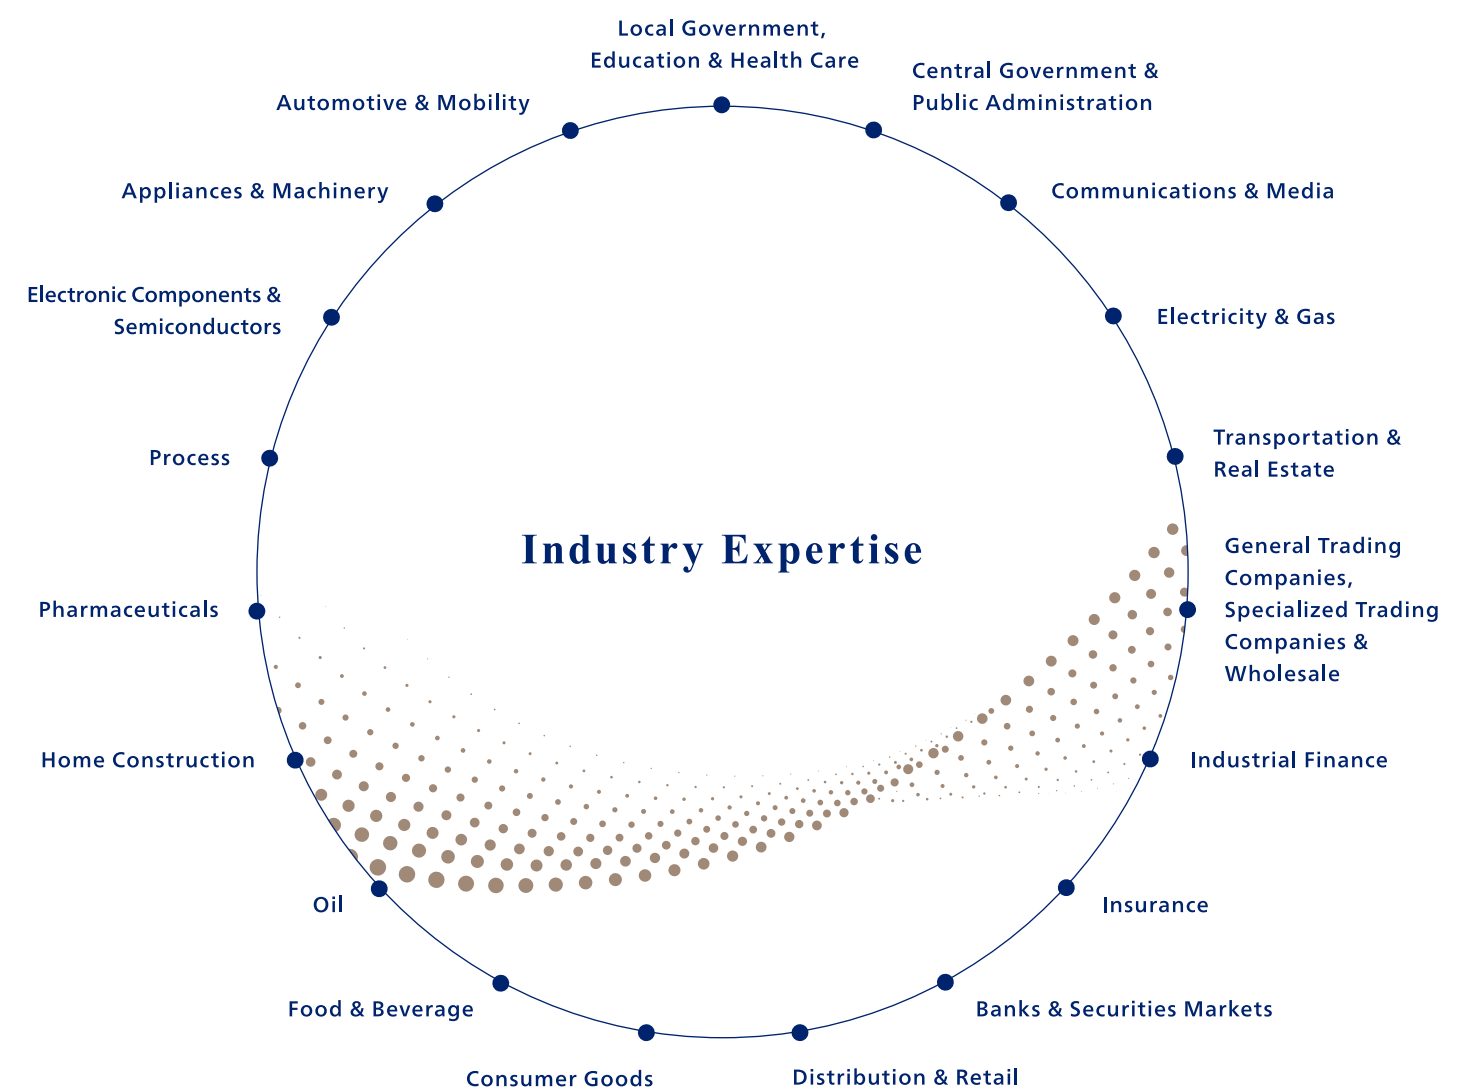 Local Government,
Education & Health Care
Central Government &
Public Administration
Communications & Media
Electricity & Gas
Transportation &
Real Estate
General Trading
Companies,
Specialized Trading
Companies &
Wholesale
Industrial Finance
Insurance
Banks & Securities Markets
Distribution & Retail
Consumer Goods
Food & Beverage
Oil
Home Construction
Pharmaceuticals
Process
Electronic Components &
Semiconductors
Appliances & Machinery
Automotive & Mobility
Industry Expertise